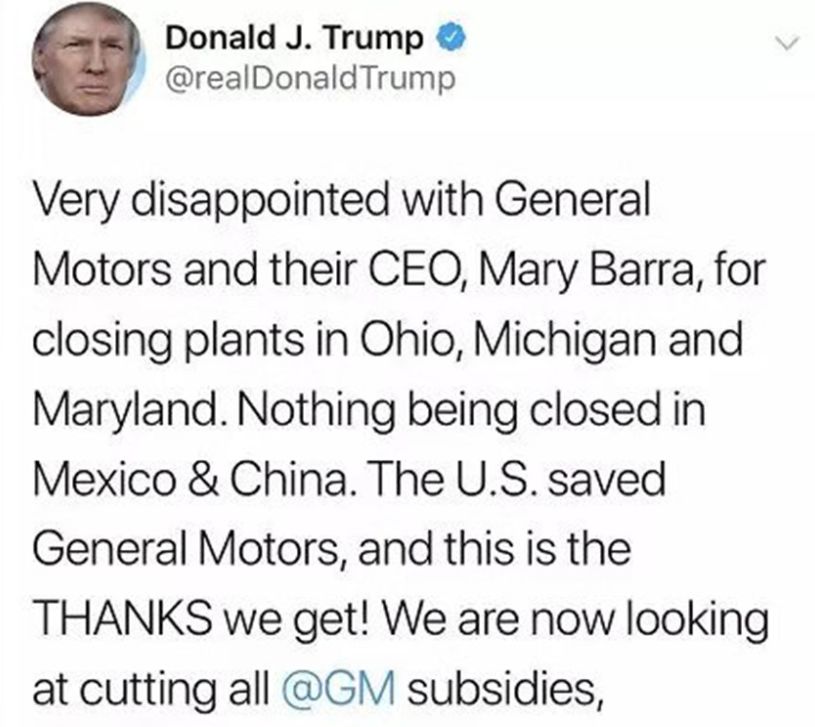 Donald J. Trump
@realDonaldTrump
Very disappointed with General
Motors and their CEO, Mary Barra, for
closing plants in Ohio, Michigan and
Maryland. Nothing being closed in
Mexico & China. The U.S. saved
General Motors, and this is the
THANKS we get! We are now looking
at cutting all @GM subsidies,